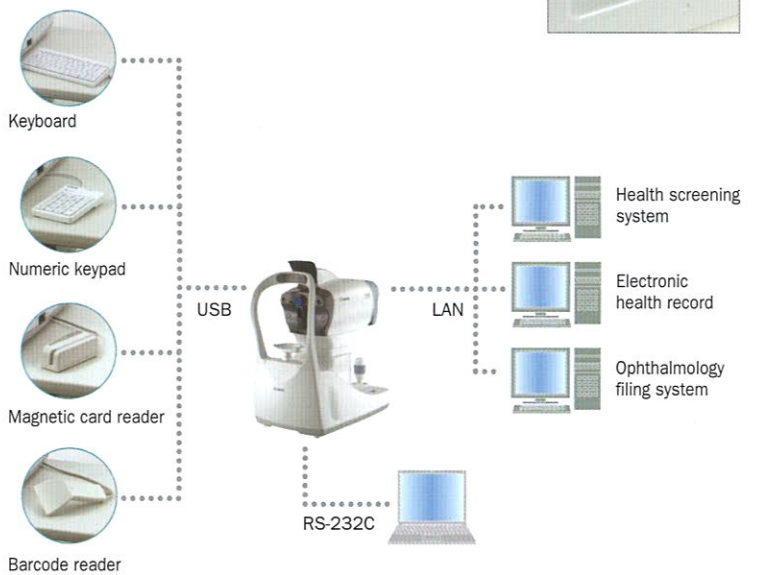 Keyboard
Numeric keypad
Magnetic card reader
Barcode reader
USB
LAN
RS-232C
Health screening
system
Electronic
health record
Ophthalmology
filing system